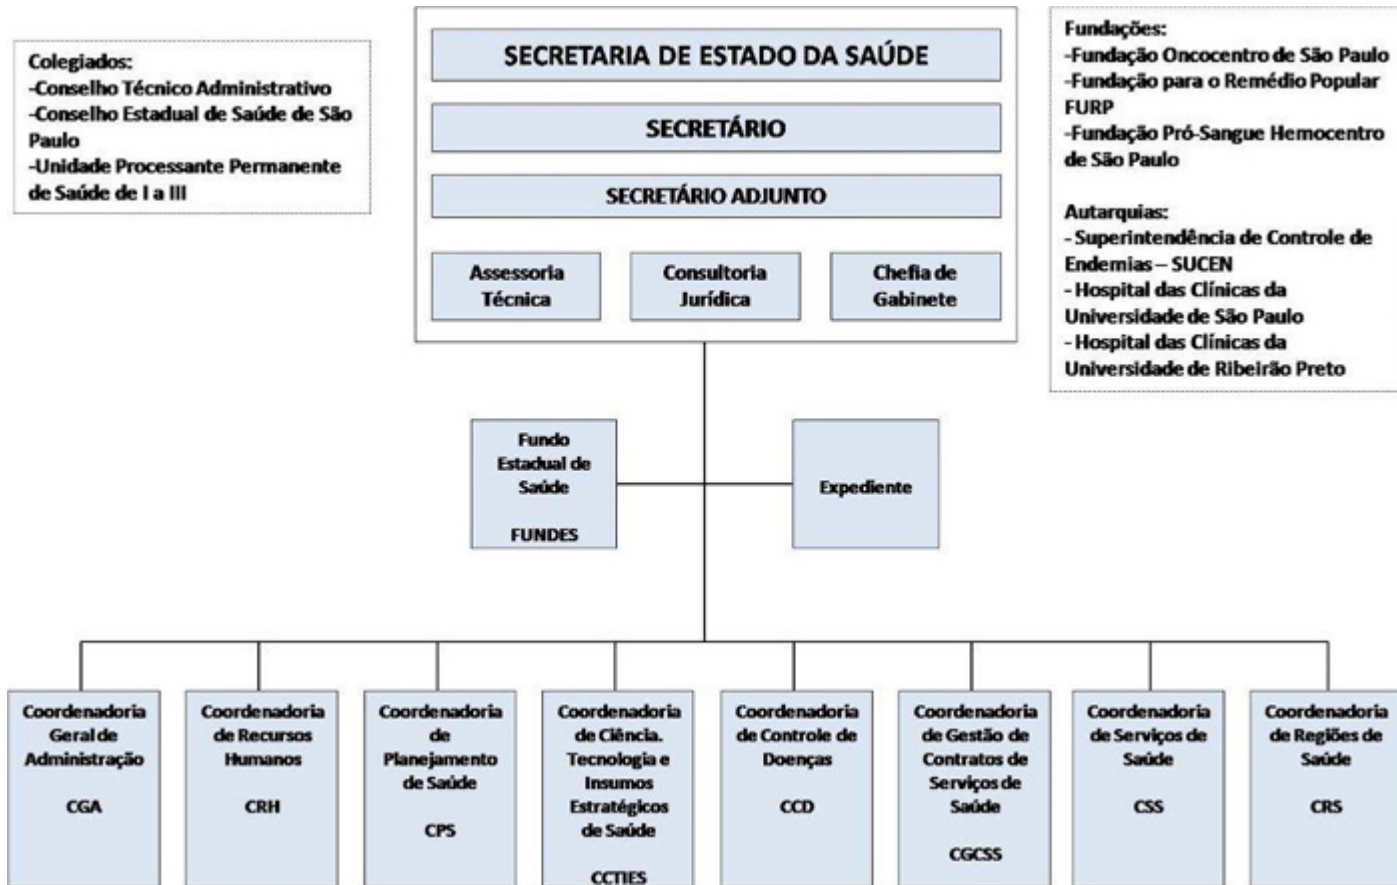 Colegiados:
-Conselho Técnico Administrativo
-Conselho Estadual de Saúde de São
Paulo
-Unidade Processante Permanente
de Saúde de I a III
SECRETARIA DE ESTADO DA SAÚDE
SECRETÁRIO
SECRETÁRIO ADJUNTO
Assessoria
Técnica
Consultoria
Jurídica
Chefia de
Gabinete
Fundações:
-Fundação Oncocentro de São Paulo
-Fundação para o Remédio Popular
FURP
-Fundação Pró-Sangue Hemocentro
de São Paulo
Autarquias:
- Superintendência de Controle de
Endemias – SUCEN
- Hospital das Clínicas da
Universidade de São Paulo
- Hospital das Clínicas da
Universidade de Ribeirão Preto
Fundo
Estadual de
Saúde
FUNDES
Expediente
Coordenadoria
Geral de
Administração
CGA
Coordenadoria
de Recursos
Humanos
CRH
Coordenadoria
de
Planejamento
de Saúde
CPS
Coordenadoria
de Ciência.
Tecnologia e
Insumos
Estratégicos
de Saúde
CCTIES
Coordenadoria
de Controle de
Doenças
CCD
Coordenadoria
de Gestão de
Contratos de
Serviços de
Saúde
CGCSS
Coordenadoria
de Serviços de
Saúde
CSS
Coordenadoria
de Regiões de
Saúde
CRS